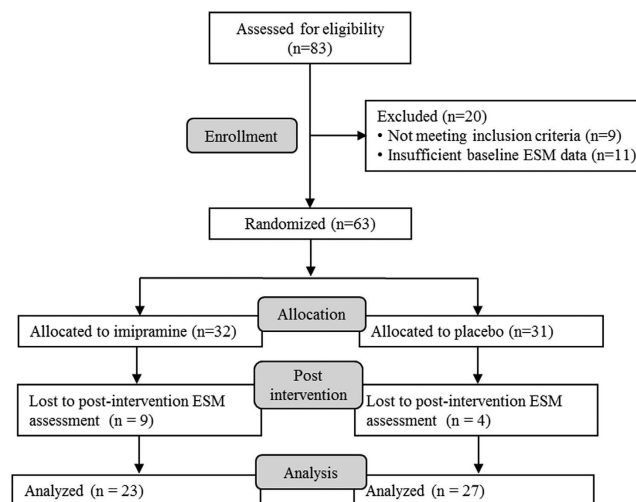 Assessed for eligibility
(n=83)
Excluded (n=20)
• Not meeting inclusion criteria (n=9)
• Insufficient baseline ESM data (n=11)
Enrollment
Randomized (n=63)
Allocation
Allocated to imipramine (n=32)
Allocated to placebo (n=31)
Post
intervention
Lost to post-intervention ESM
assessment (n = 9)
Lost to post-intervention ESM
assessment (n = 4)
Analysis
Analyzed (n = 23)
Analyzed (n = 27)